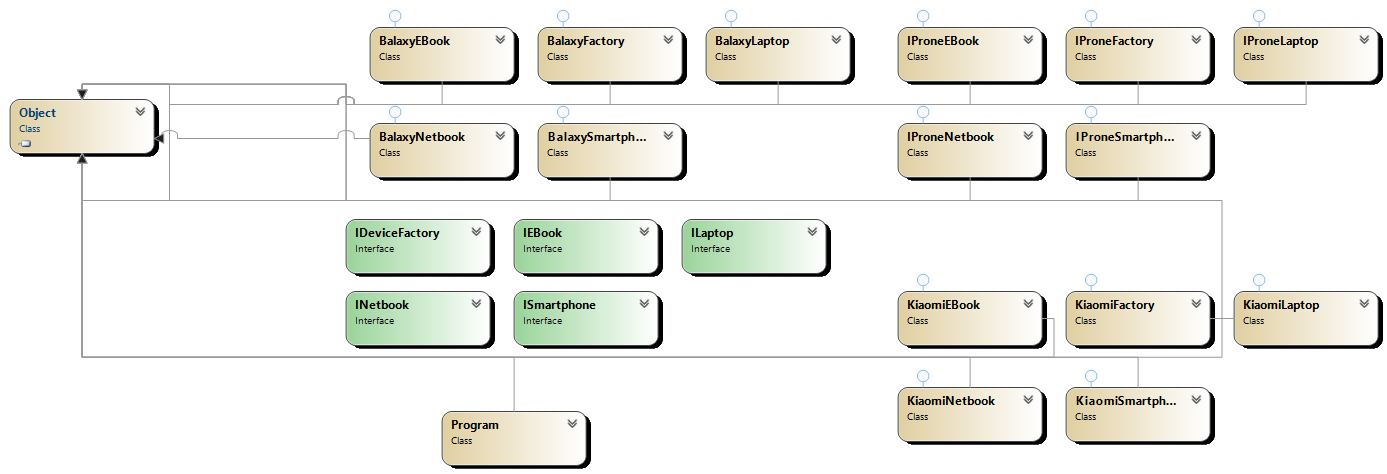 BalaxyEBook
Class
BalaxyFactory
Class
BalaxyLaptop
Class
IProneEBook
Class
IProneFactory
Class
IProneLaptop
Class
Object
Class
BalaxyNetbook
Class
BalaxySmartph...
Class
IProneNetbook
Class
IProneSmartph...
Class
IDeviceFactory
Interface
IEBook
Interface
ILaptop
Interface
INetbook
Interface
ISmartphone
Interface
KiaomiEBook
Class
KiaomiFactory
Class
KiaomiLaptop
Class
KiaomiNetbook
Class
KiaomiSmartph...
Class
Program
Class